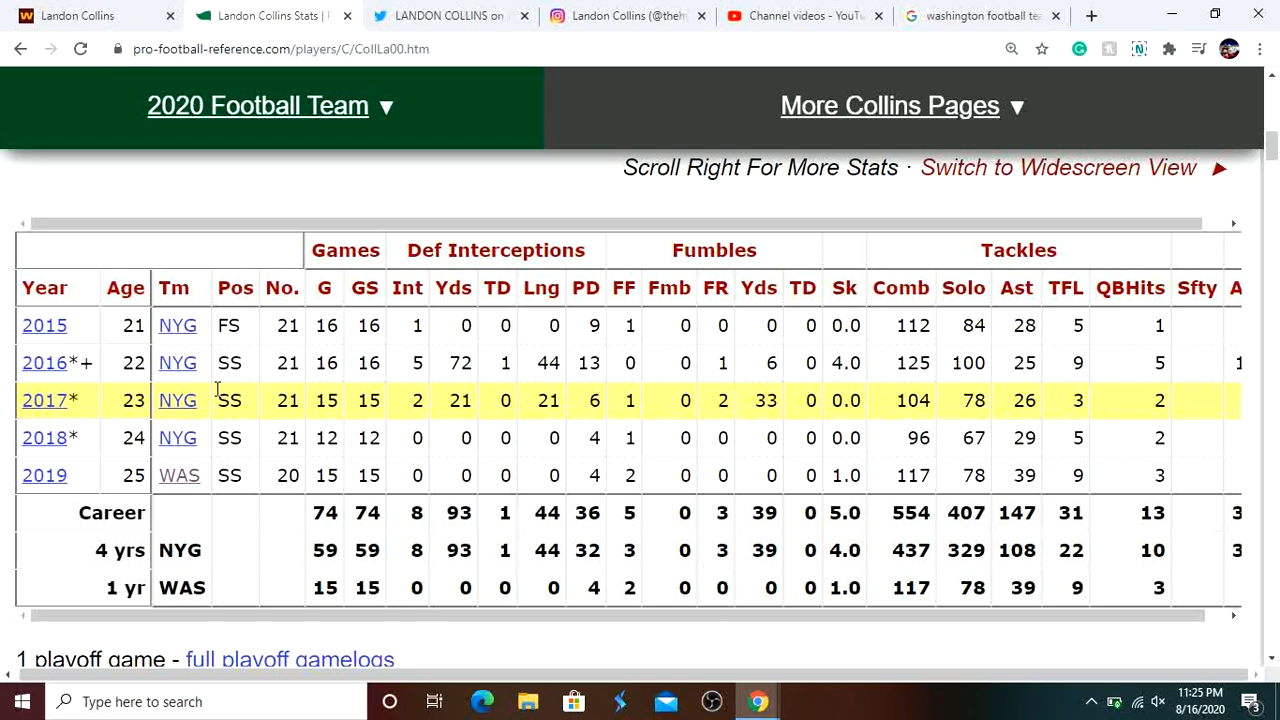 Landon Collins
Landon Collins Stats |
LANDON COLLINS on
Landon Collins (@theh
Channel videos - YouTu
washington football tea
pro-football-reference.com/players/C/CollLa00.htm
2020 Football Team ▼
More Collins Pages ▼
Scroll Right For More Stats · Switch to Widescreen View ►
Games Def Interceptions Fumbles Tackles
Year Age Tm Pos No. G GS Int Yds TD Lng PD FF Fmb FR Yds TD Sk Comb Solo Ast TFL QBHits Sfty A
2015 21 NYG FS 21 16 16 1 0 0 0 9 1 0 0 0 0 0.0 112 84 28 5 1
2016*+ 22 NYG SS 21 16 16 5 72 1 44 13 0 0 1 6 0 4.0 125 100 25 9 5 1
2017* 23 NYG SS 21 15 15 2 21 0 21 6 1 0 2 33 0 0.0 104 78 26 3 2
2018* 24 NYG SS 21 12 12 0 0 0 0 4 1 0 0 0 0 0.0 96 67 29 5 2
2019 25 WAS SS 20 15 15 0 0 0 0 4 2 0 0 0 0 1.0 117 78 39 9 3
Career 74 74 8 93 1 44 36 5 0 3 39 0 5.0 554 407 147 31 13 3
4 yrs NYG 59 59 8 93 1 44 32 3 0 3 39 0 4.0 437 329 108 22 10 3
1 yr WAS 15 15 0 0 0 0 4 2 0 0 0 0 1.0 117 78 39 9 3
1 playoff game - full playoff gamelogs
Type here to search
11:25 PM
8/16/2020
3